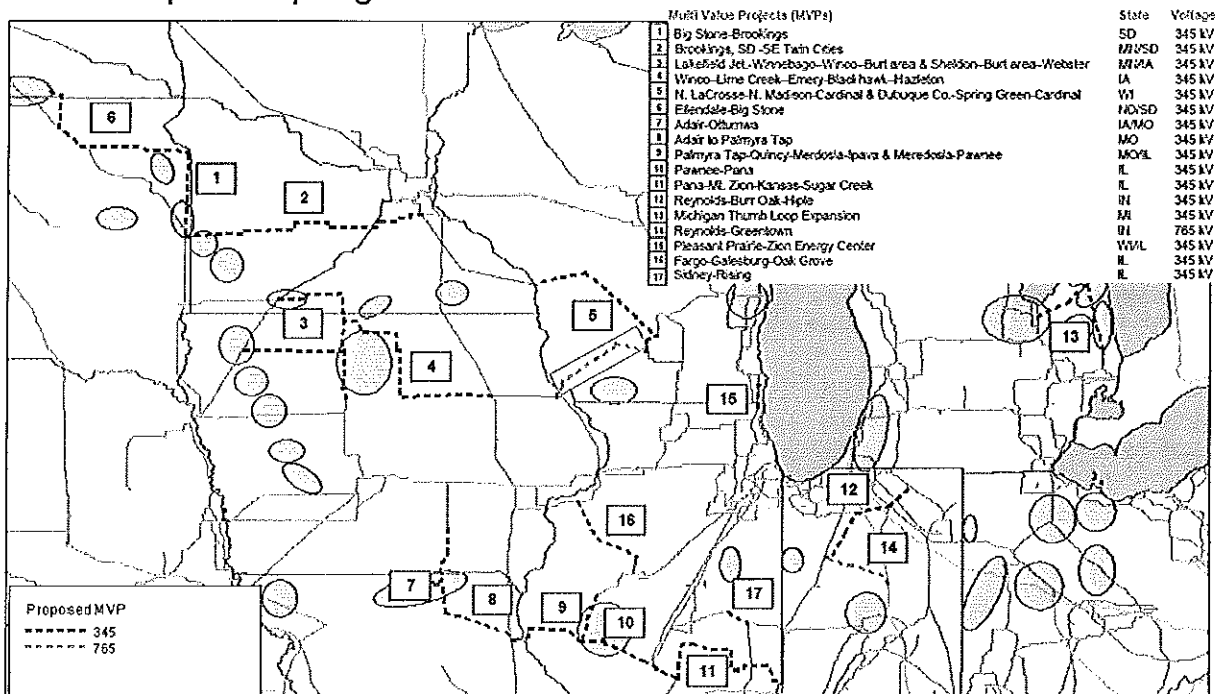 Multi Value Projects (MVPs) State Voltage
1 Big Stone-Brookings SD 345 kV
2 Brookings, SD -SE Twin Cities MN/SD 345 kV
3 Lakefield Jct.-Winnebago-Winco-Burt area & Sheldon-Burt area-Webster MN/IA 345 kV
4 Winco-Lime Creek-Emery-Blackhawk-Hazleton IA 345 kV
5 N. LaCrosse-N. Madison-Cardinal & Dubuque Co.-Spring Green-Cardinal WI 345 kV
6 Ellendale-Big Stone ND/SD 345 kV
7 Adair-Ottumwa IA/MO 345 kV
8 Adair to Palmyra Tap MO 345 kV
9 Palmyra Tap-Quincy-Merdosia-Ipava & Meredosia-Pawnee MO/IL 345 kV
10 Pawnee-Pana IL 345 kV
11 Pana-Mt. Zion-Kansas-Sugar Creek IL 345 kV
12 Reynolds-Burr Oak-Hiple IN 345 kV
13 Michigan Thumb Loop Expansion MI 345 kV
14 Reynolds-Greentown IN 765 kV
15 Pleasant Prairie-Zion Energy Center WI/IL 345 kV
16 Fargo-Galesburg-Oak Grove IL 345 kV
17 Sidney-Rising IL 345 kV
6
1
2
3
4
5
13
15
12
16
14
7
8
9
10
17
11
Proposed MVP
345
765